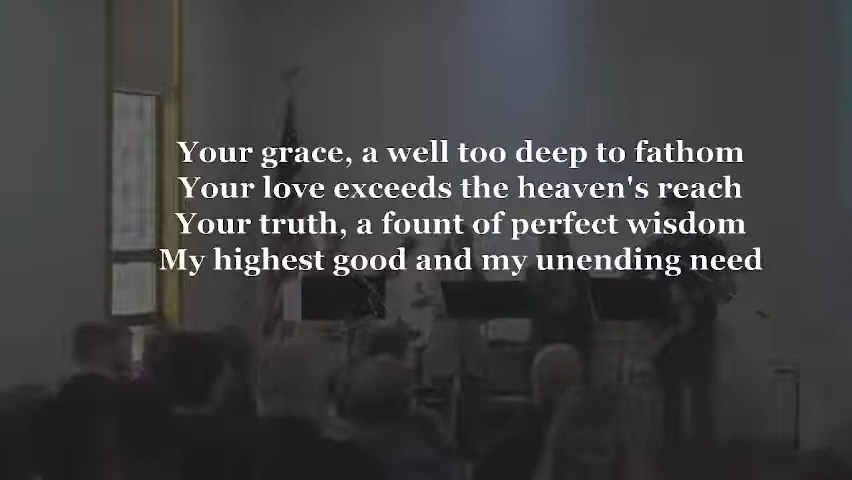 Your grace, a well too deep to fathom
Your love exceeds the heaven's reach
Your truth, a fount of perfect wisdom
My highest good and my unending need